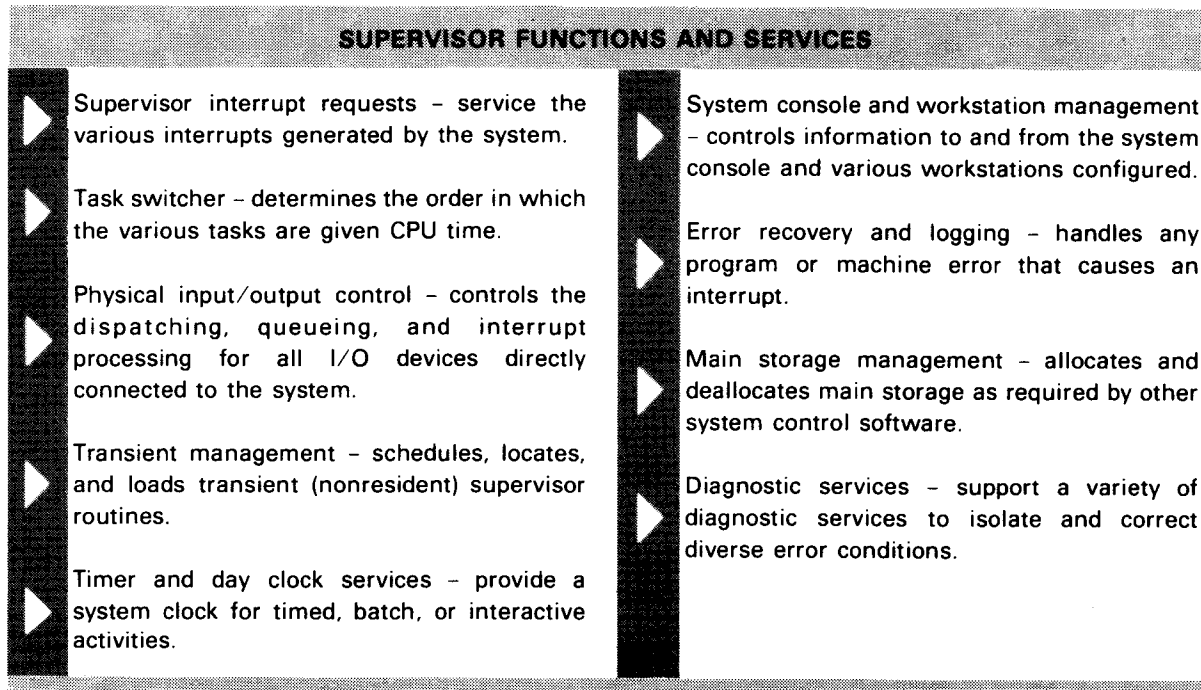 SUPERVISOR FUNCTIONS AND SERVICES
Supervisor interrupt requests – service the
various interrupts generated by the system.
Task switcher – determines the order in which
the various tasks are given CPU time.
Physical input/output control – controls the
dispatching, queueing, and interrupt
processing for all I/O devices directly
connected to the system.
Transient management – schedules, locates,
and loads transient (nonresident) supervisor
routines.
Timer and day clock services – provide a
system clock for timed, batch, or interactive
activities.
System console and workstation management
– controls information to and from the system
console and various workstations configured.
Error recovery and logging – handles any
program or machine error that causes an
interrupt.
Main storage management – allocates and
deallocates main storage as required by other
system control software.
Diagnostic services – support a variety of
diagnostic services to isolate and correct
diverse error conditions.